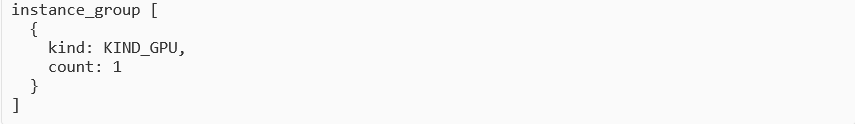 instance_group [
  {
    kind: KIND_GPU,
    count: 1
  }
]